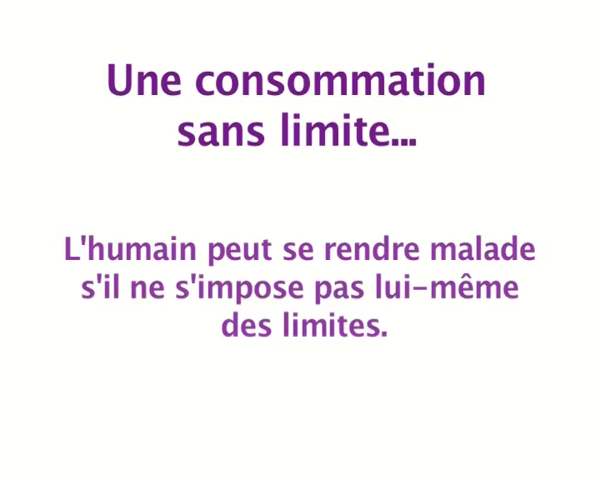 Une consommation
sans limite...
L'humain peut se rendre malade
s'il ne s'impose pas lui-même
des limites.